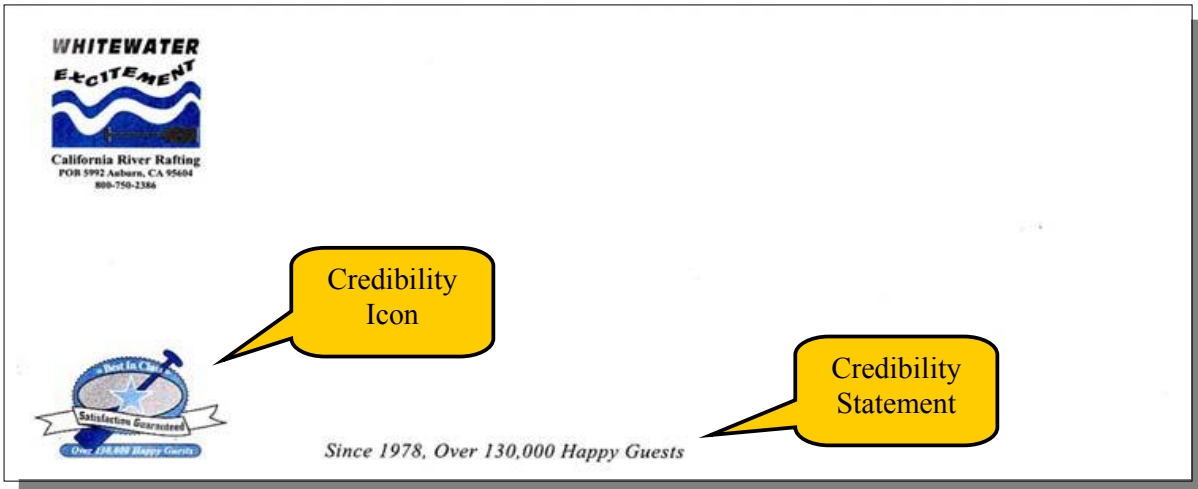 WHITEWATER
EXCITEMENT
California River Rafting
POB 5992 Auburn, CA 95604
800-750-2386
Credibility
Icon
Best In Class
Satisfaction Guaranteed
Over 130,000 Happy Guests
Credibility
Statement
Since 1978, Over 130,000 Happy Guests